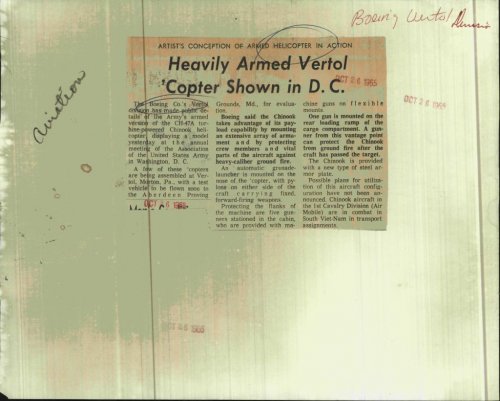 Boeing Vertol Division
ARTIST'S CONCEPTION OF ARMED HELICOPTER IN ACTION
Heavily Armed Vertol
'Copter Shown in D. C.
OCT 26 1965
OCT 26 1965
Aviation
The Boeing Co.'s Vertol
division has made public de-
tails of the Army's armed
version of the CH-47A tur-
bine-powered Chinook heli-
copter, displaying a model
yesterday at the annual
meeting of the Association
of the United States Army
in Washington, D. C.
A few of these 'copters
are being assembled at Ver-
tol, Morton, with a test
vehicle to be flown soon to
the Aberdeen Proving
Grounds, Md., for evalua-
tion.
Boeing said the Chinook
takes advantage of its pay-
load capability by mounting
an extensive array of arma-
ment and by protecting
crew members and vital
parts of the aircraft against
heavy-caliber ground fire.
An automatic grenade-
launcher is mounted on the
nose of the 'copter, with py-
lons on either side of the
craft carrying fixed,
forward-firing weapons.
Protecting the flanks of
the machine are five gun-
ners stationed in the cabin,
who are provided with ma-
chine guns on flexible
mounts.
One gun is mounted on the
rear loading ramp of the
cargo compartment. A gun-
ner from this vantage point
can protect the Chinook
from ground fire after the
craft has passed the target.
The Chinook is provided
with a new type of steel ar-
mor plate.
Possible plans for utiliza-
tion of this aircraft config-
uration have not been an-
nounced. Chinook aircraft in
the 1st Cavalry Division (Air
Mobile) are in combat in
South Viet-Nam in transport
assignments.
OCT 26 1965
OCT 26 1965